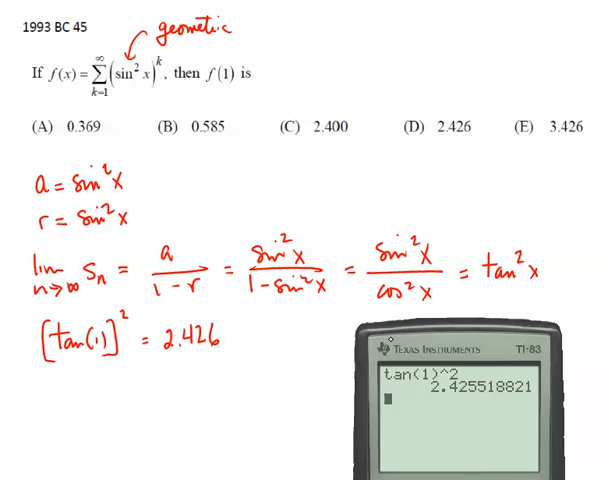 1993 BC 45
geometic
If f(x) = ∑_{k=1}^{∞} (sin² x)^k, then f(1) is
(A) 0.369 (B) 0.585 (C) 2.400 (D) 2.426 (E) 3.426
a = sin² x
r = sin² x
lim_{n→∞} Sn = a/(1 - r) = sin² x/(1 - sin² x) = sin² x/cos² x = tan² x
[tan(1)]² = 2.426
TEXAS INSTRUMENTS TI-83
tan(1)^2
2.425518821